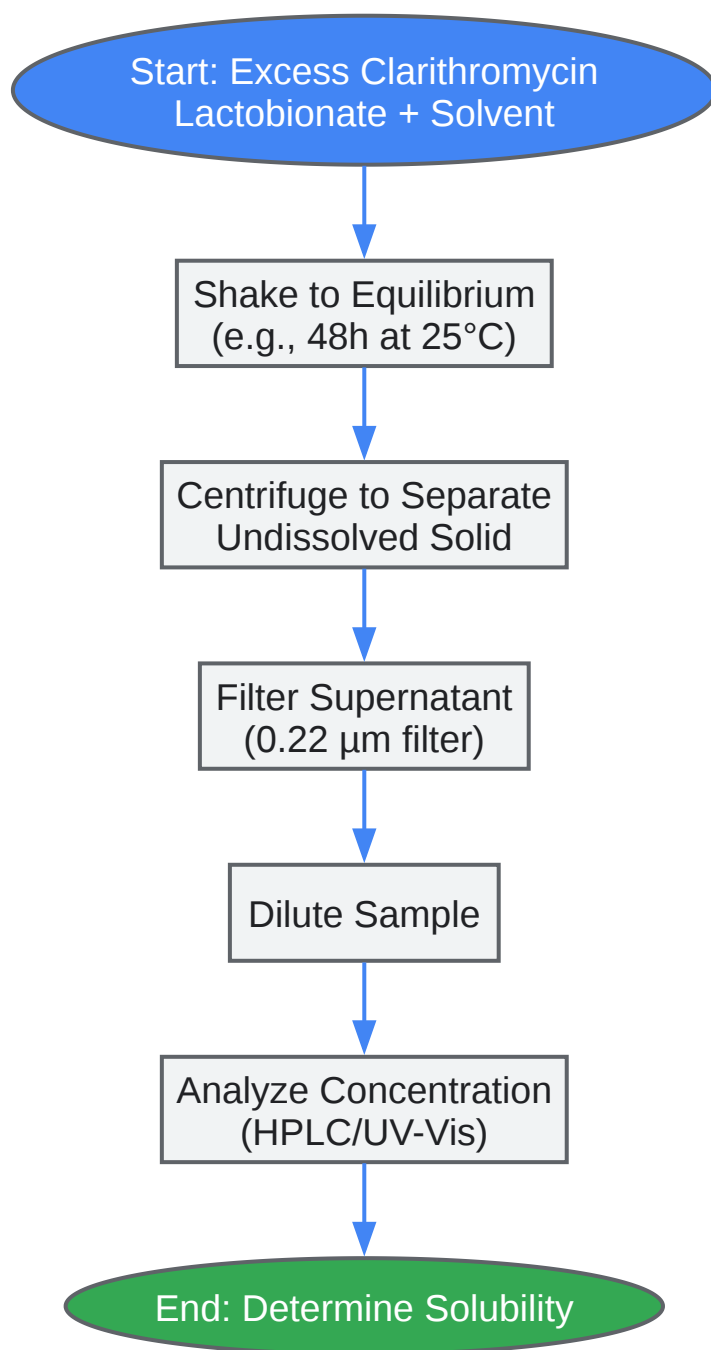 Start: Excess Clarithromycin
Lactobionate + Solvent
Shake to Equilibrium
(e.g., 48h at 25°C)
Centrifuge to Separate
Undissolved Solid
Filter Supernatant
(0.22 µm filter)
Dilute Sample
Analyze Concentration
(HPLC/UV-Vis)
End: Determine Solubility